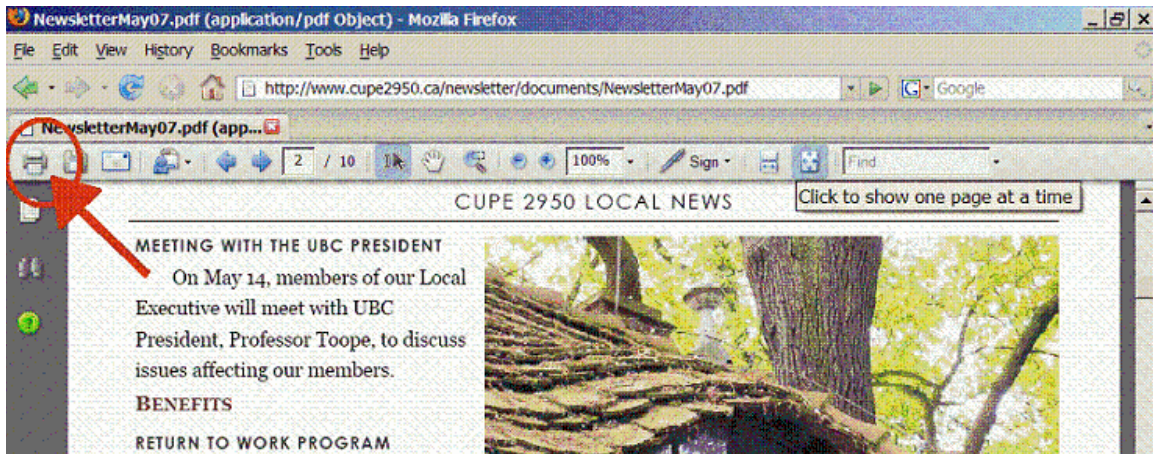 NewsletterMay07.pdf (application/pdf Object) - Mozilla Firefox
File Edit View History Bookmarks Tools Help
http://www.cupe2950.ca/newsletter/documents/NewsletterMay07.pdf
G Google
NewsletterMay07.pdf (app...
2 / 10 100% Sign Find
Click to show one page at a time
CUPE 2950 LOCAL NEWS
MEETING WITH THE UBC PRESIDENT
On May 14, members of our Local
Executive will meet with UBC
President, Professor Toope, to discuss
issues affecting our members.
BENEFITS
RETURN TO WORK PROGRAM